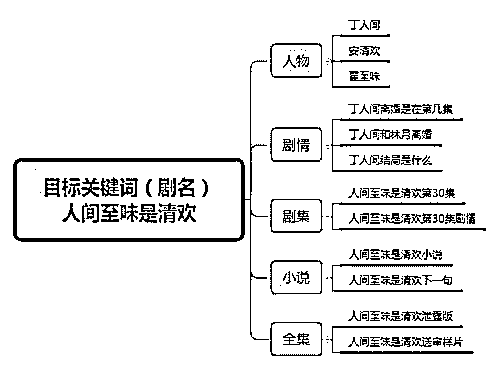 目标关键词（剧名）
人间至味是清欢
人物
丁人间
安清欢
翟至味
剧情
丁人间离婚是在第几集
丁人间和林月离婚
丁人间结局是什么
剧集
人间至味是清欢第30集
人间至味是清欢第30集剧情
小说
人间至味是清欢小说
人间至味是清欢下一句
全集
人间至味是清欢泄露版
人间至味是清欢送审样片